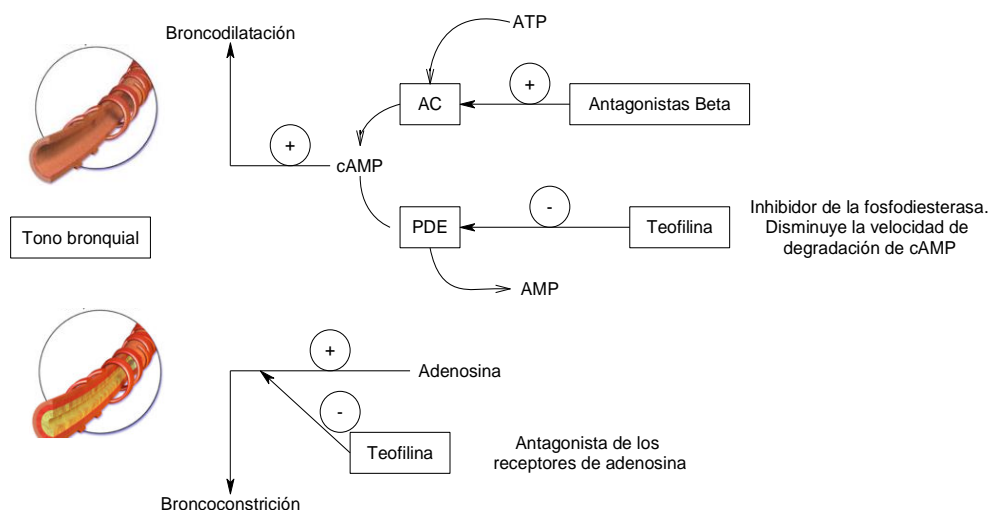 ATP
Broncodilatación
+
AC
Antagonistas Beta
+
cAMP
-
PDE
Teofilina
Inhibidor de la fosfodiesterasa.
Disminuye la velocidad de
degradación de cAMP
Tono bronquial
AMP
+
Adenosina
-
Teofilina
Antagonista de los
receptores de adenosina
Broncoconstrición